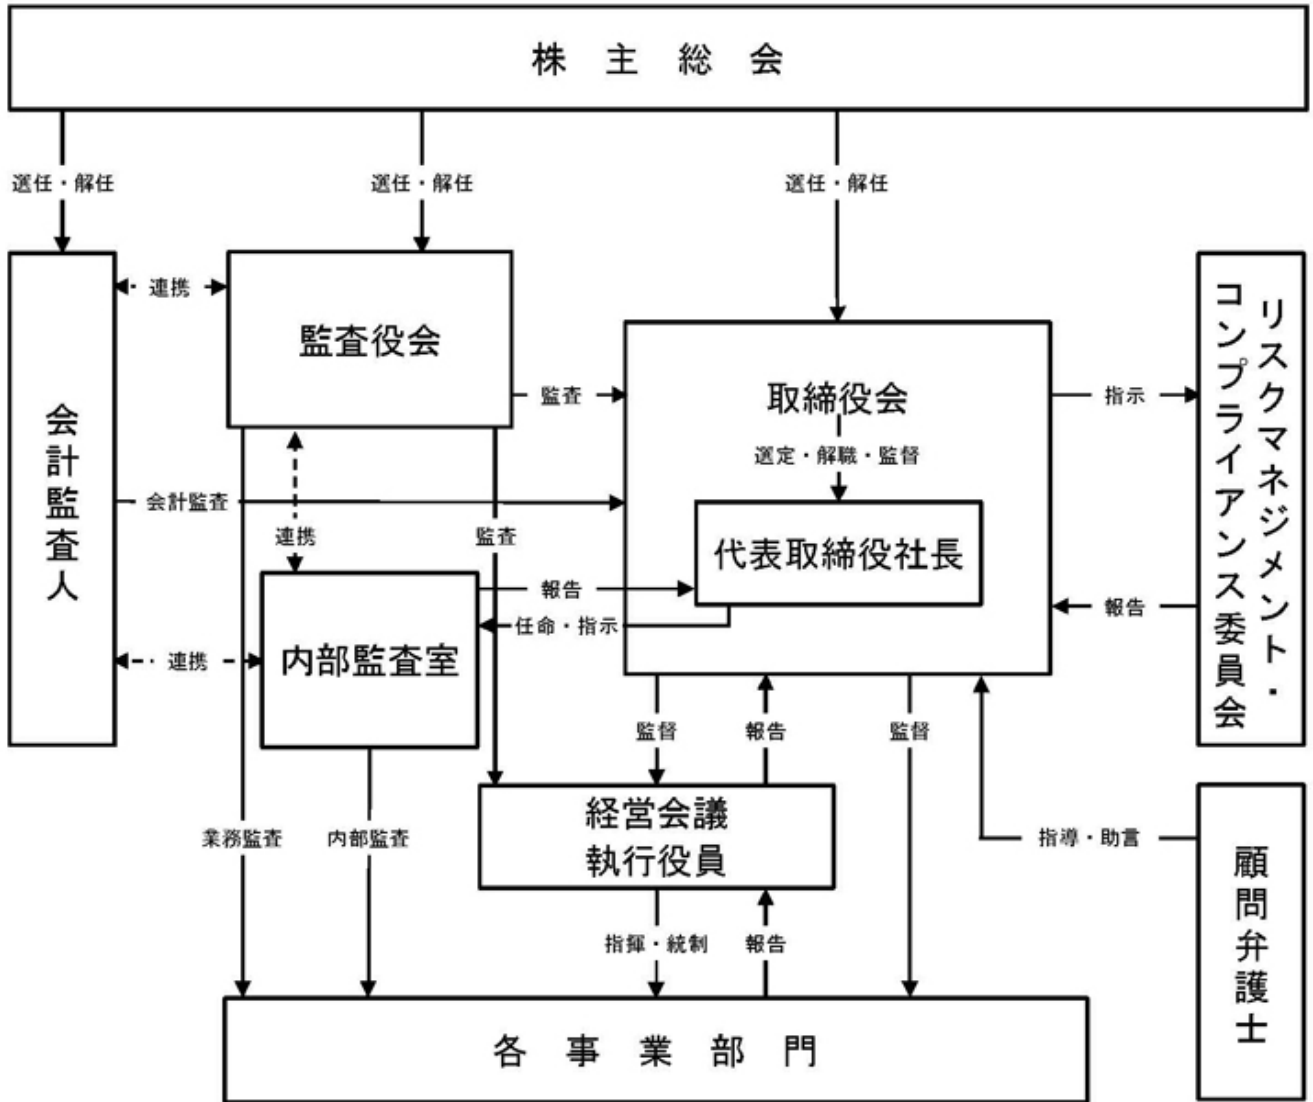 株主総会
選任・解任
選任・解任
選任・解任
会計監査人
連携
監査役会
監査
取締役会
指示
リスクマネジメント・
コンプライアンス委員会
選定・解職・監督
会計監査
連携
監査
代表取締役社長
報告
任命・指示
報告
連携
内部監査室
監督
報告
監督
業務監査
内部監査
経営会議
執行役員
指導・助言
顧問弁護士
指揮・統制
報告
各事業部門